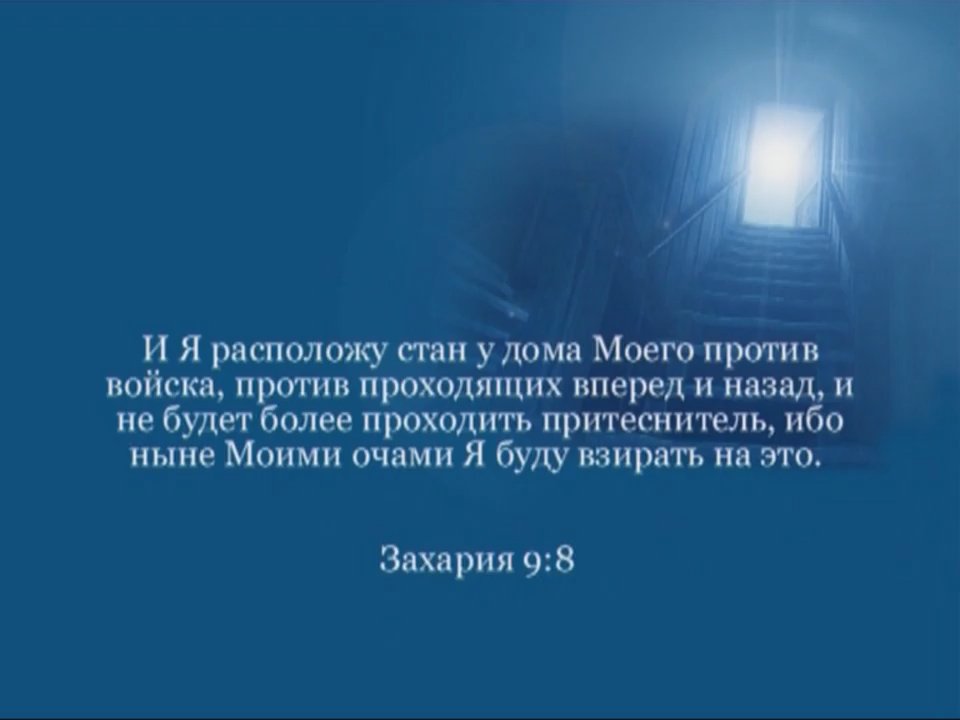 И Я расположу стан у дома Моего против
войска, против проходящих вперед и назад, и
не будет более проходить притеснитель, ибо
ныне Моими очами Я буду взирать на это.
Захария 9:8